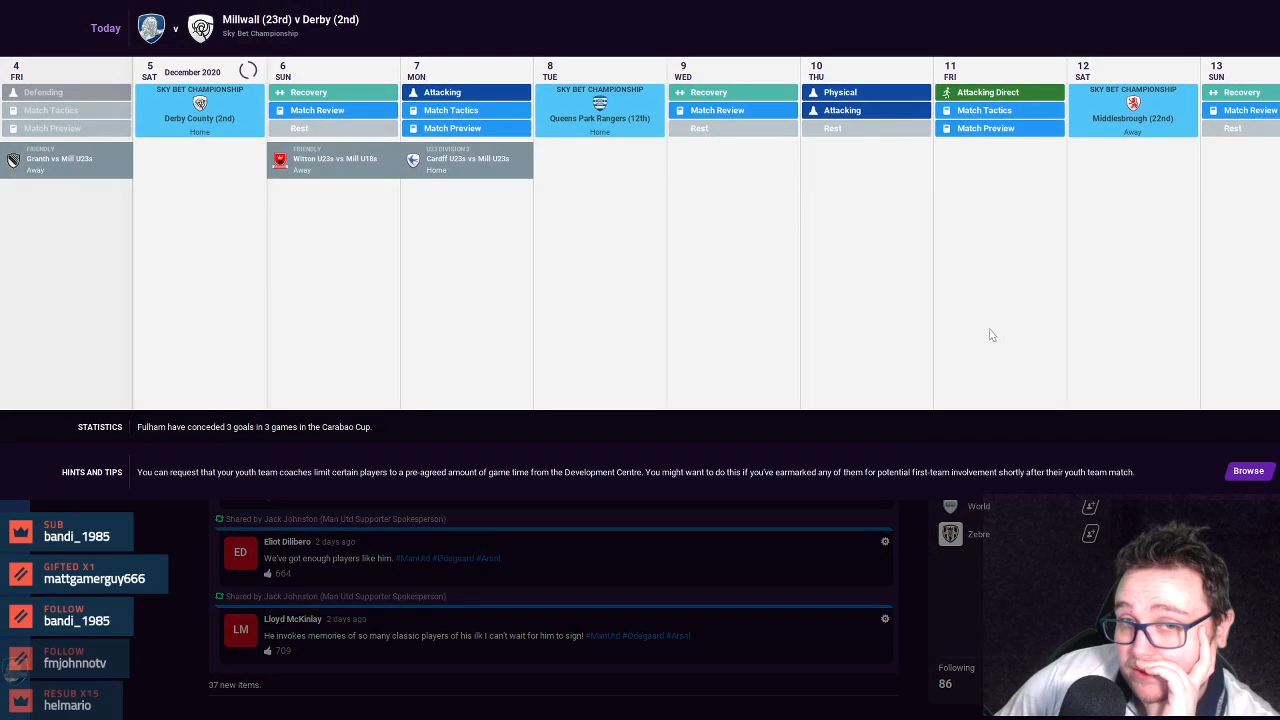 Today
v
Millwall (23rd) v Derby (2nd)
Sky Bet Championship
4
FRI
Defending
Match Tactics
Match Preview
FRIENDLY
Granth vs Mill U23s
Away
5
SAT
December 2020
SKY BET CHAMPIONSHIP
Derby County (2nd)
Home
6
SUN
Recovery
Match Review
Rest
FRIENDLY
Witton U23s vs Mill U18s
Away
7
MON
Attacking
Match Tactics
Match Preview
U23 DIVISION 2
Cardff U23s vs Mill U23s
Home
8
TUE
SKY BET CHAMPIONSHIP
Queens Park Rangers (12th)
Home
9
WED
Recovery
Match Review
Rest
10
THU
Physical
Attacking
Rest
11
FRI
Attacking Direct
Match Tactics
Match Preview
12
SAT
SKY BET CHAMPIONSHIP
Middlesbrough (22nd)
Away
13
SUN
Recovery
Match Review
Rest
STATISTICS
Fulham have conceded 3 goals in 3 games in the Carabao Cup.
HINTS AND TIPS
You can request that your youth team coaches limit certain players to a pre-agreed amount of game time from the Development Centre. You might want to do this if you've earmarked any of them for potential first-team involvement shortly after their youth team match.
Browse
Shared by Jack Johnston (Man Utd Supporter Spokesperson)
ED
Eliot Dilibero 2 days ago
We've got enough players like him. #ManUtd #Ødegaard #Arsnl
664
Shared by Jack Johnston (Man Utd Supporter Spokesperson)
LM
Lloyd McKinlay 2 days ago
He invokes memories of so many classic players of his ilk I can't wait for him to sign! #ManUtd #Ødegaard #Arsnl
709
37 new items.
World
Zebre
Following
86
SUB
bandi_1985
GIFTED X1
mattgamerguy666
FOLLOW
bandi_1985
FOLLOW
fmjohnnotv
RESUB X15
helmario